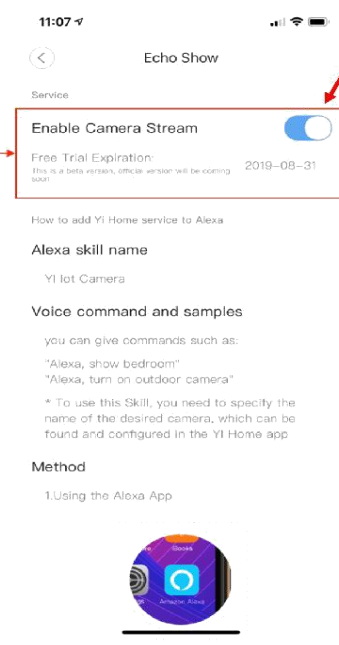 11:07
Echo Show
Service
Enable Camera Stream
Free Trial Expiration:
This is a beta version, official version will be coming
soon
2019-08-31
How to add Yi Home service to Alexa
Alexa skill name
YI Iot Camera
Voice command and samples
you can give commands such as:
"Alexa, show bedroom"
"Alexa, turn on outdoor camera"
* To use this Skill, you need to specify the
name of the desired camera, which can be
found and configured in the YI Home app
Method
1.Using the Alexa App
Books
Amazon Alexa